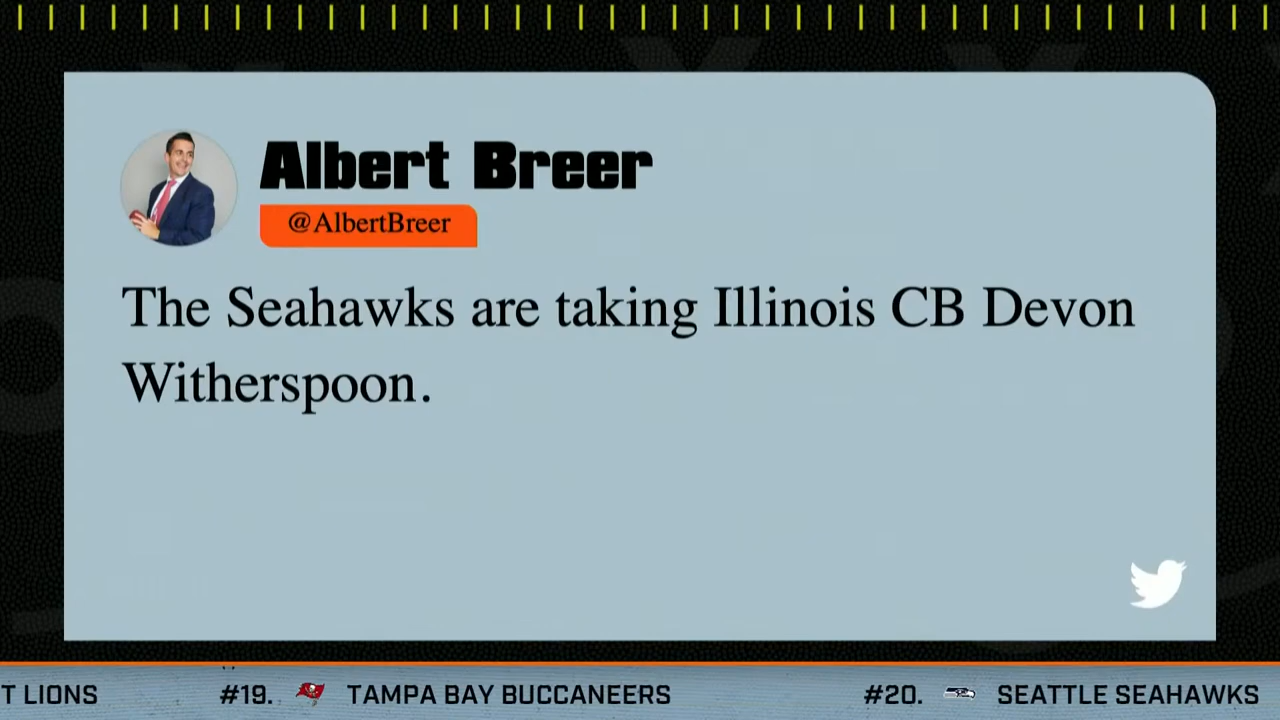 Albert Breer
@AlbertBreer
The Seahawks are taking Illinois CB Devon
Witherspoon.
T LIONS #19. TAMPA BAY BUCCANEERS #20. SEATTLE SEAHAWKS